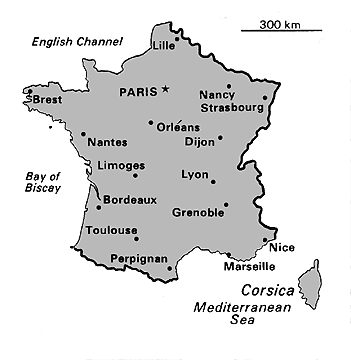 300 km
English Channel
Lille
PARIS
Nancy
Strasbourg
Brest
Orléans
Nantes
Dijon
Limoges
Lyon
Bay of
Biscay
Bordeaux
Grenoble
Toulouse
Nice
Perpignan
Marseille
Corsica
Mediterranean
Sea